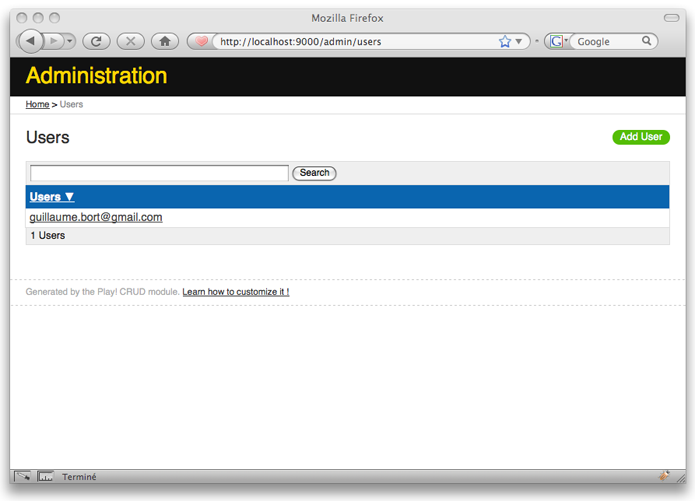 Mozilla Firefox
http://localhost:9000/admin/users
Google
Administration
Home > Users
Users
Add User
Search
Users ▼
guillaume.bort@gmail.com
1 Users
Generated by the Play! CRUD module. Learn how to customize it !
Terminé